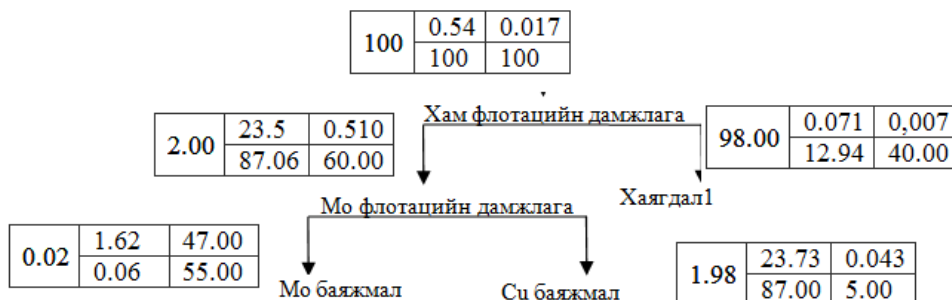 100 0.54 0.017
100 100
Хам флотацийн дамжлага
2.00 23.5 0.510
87.06 60.00
98.00 0.071 0,007
12.94 40.00
Хаягдал1
Мо флотацийн дамжлага
0.02 1.62 47.00
0.06 55.00
1.98 23.73 0.043
87.00 5.00
Мо баяжмал Cu баяжмал